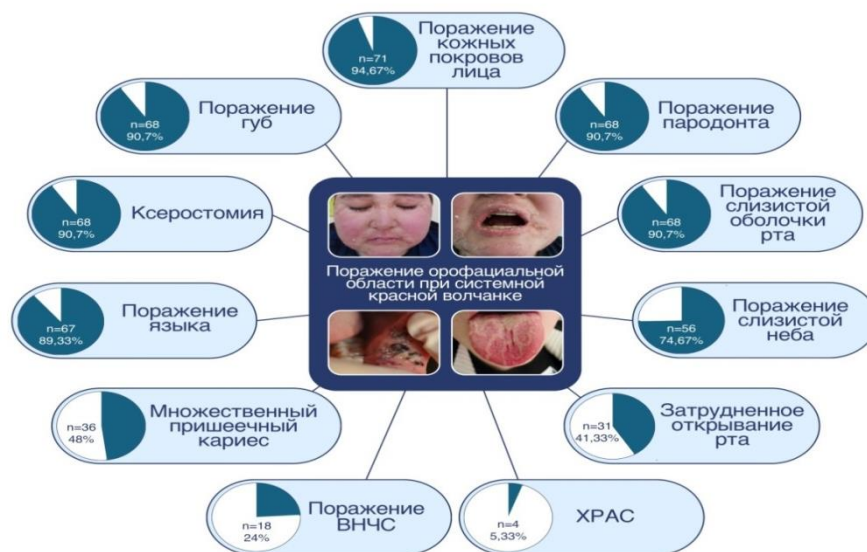 n=71
94,67%
Поражение
кожных
покровов
лица
n=68
90,7%
Поражение
губ
n=68
90,7%
Поражение
пародонта
n=68
90,7%
Ксеростомия
n=68
90,7%
Поражение
слизистой
оболочки
рта
Поражение орофациальной
области при системной
красной волчанке
n=67
89,33%
Поражение
языка
n=56
74,67%
Поражение
слизистой
неба
n=36
48%
Множественный
пришеечный
кариес
n=31
41,33%
Затрудненное
открывание
рта
n=18
24%
Поражение
ВНЧС
n=4
5,33%
ХРАС